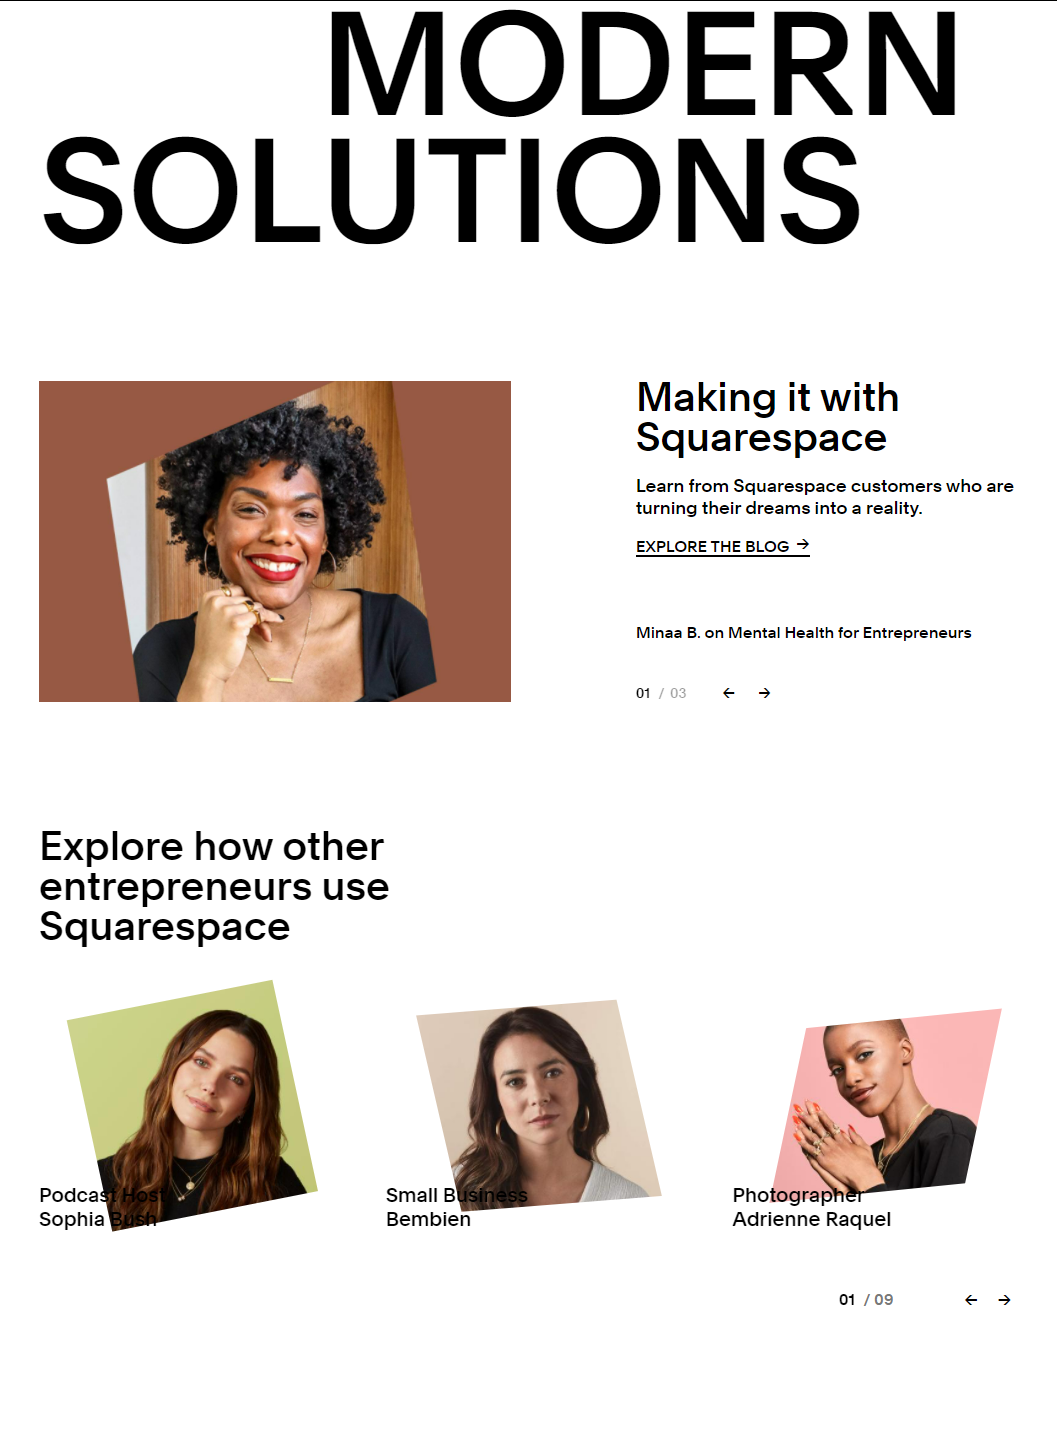 MODERN
SOLUTIONS
Making it with
Squarespace
Learn from Squarespace customers who are
turning their dreams into a reality.
EXPLORE THE BLOG →
Minaa B. on Mental Health for Entrepreneurs
01 / 03 ← →
Explore how other
entrepreneurs use
Squarespace
Podcast Host
Sophia Bush
Small Business
Bembien
Photographer
Adrienne Raquel
01 / 09 ← →